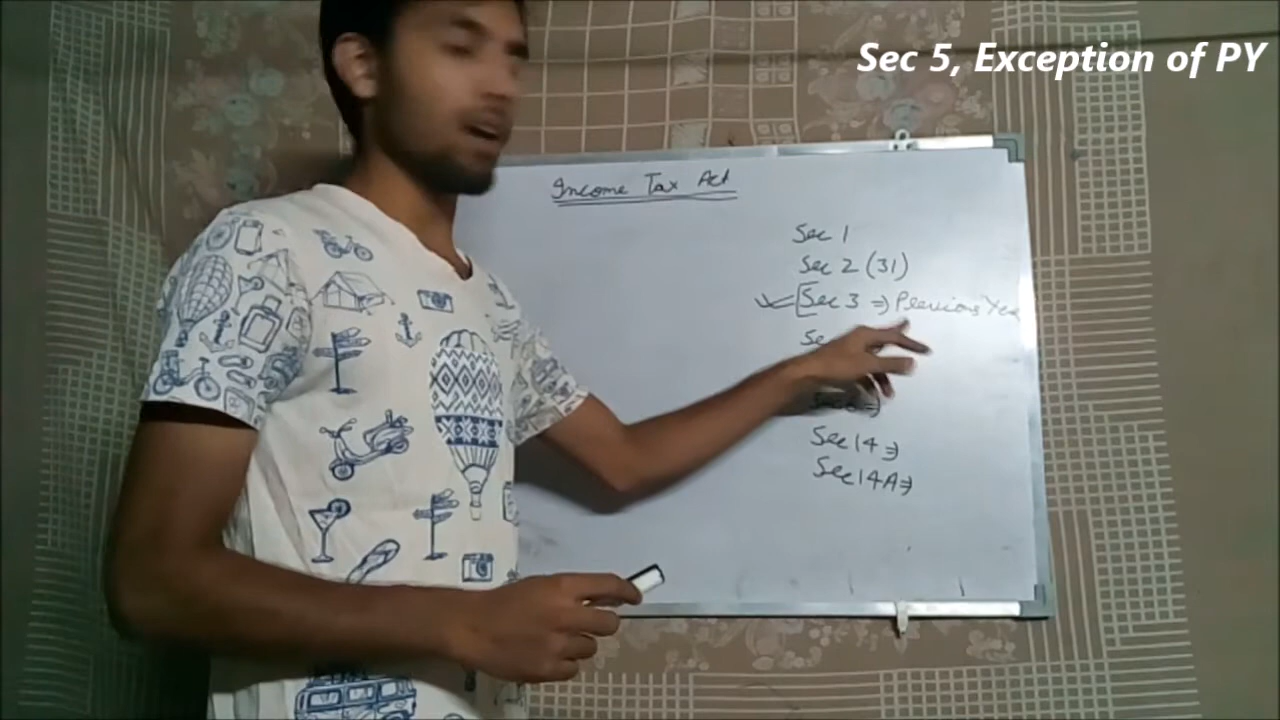 Sec 5, Exception of PY
Income Tax Act
Sec 1
Sec 2 (31)
Sec 3 ⇒ Previous Yea
Se
Sec 14 ⇒
Sec 14A ⇒